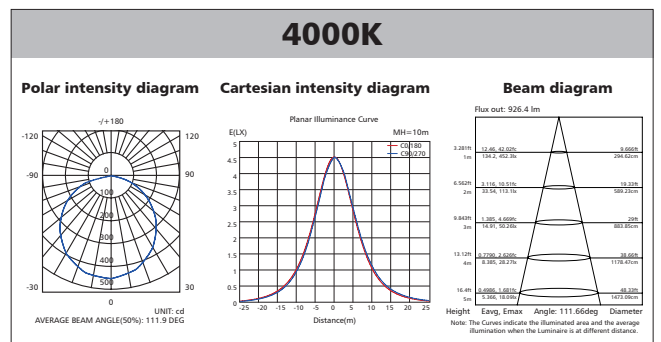 4000K
Polar intensity diagram
Cartesian intensity diagram
Beam diagram
-/+180
-120
120
-90
90
-30
30
0
0
100
200
300
400
500
UNIT: cd
AVERAGE BEAM ANGLE(50%): 111.9 DEG
Planar Illuminance Curve
E(LX)
MH=10m
C0/180
C90/270
5
4.5
4
3.5
3
2.5
2
1.5
1
0.5
0
-25 -20 -15 -10 -5 0 5 10 15 20 25
Distance(m)
Flux out: 926.4 lm
3.281ft 12.46, 42.02fc 9.666ft
1m 134.2, 452.3lx 294.62cm
6.562ft 3.116, 10.51fc 19.33ft
2m 33.54, 113.1lx 589.23cm
9.843ft 1.385, 4.669fc 29ft
3m 14.91, 50.26lx 883.85cm
13.12ft 0.7790, 2.626fc 38.66ft
4m 8.385, 28.27lx 1178.47cm
16.4ft 0.4986, 1.681fc 48.33ft
5m 5.366, 18.09lx 1473.09cm
Height Eavg, Emax Angle: 111.66deg Diameter
Note: The Curves indicate the illuminated area and the average
illumination when the Luminaire is at different distance.